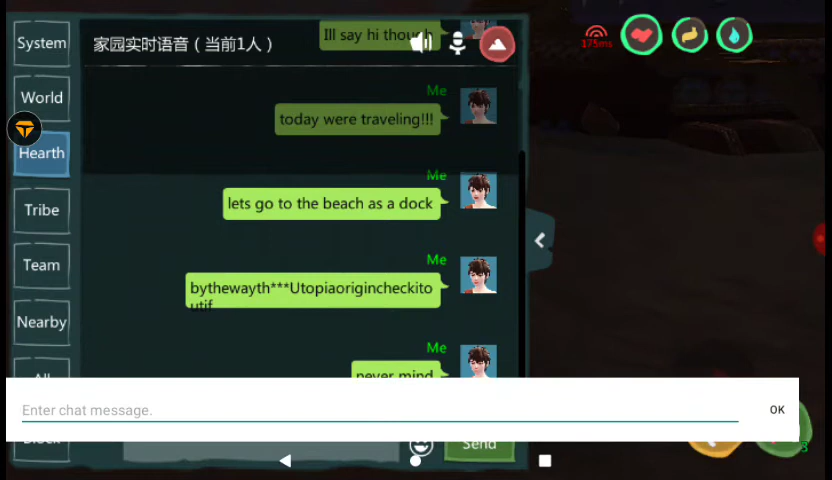 System
家园实时语音（当前1人）
Ill say hi though
175ms
World
Me
today were traveling!!!
Hearth
Me
lets go to the beach as a dock
Tribe
Team
Me
bythewayth***Utopiaorigincheckito
utif
Nearby
Me
never mind
All
Enter chat message.
OK
Block
Send